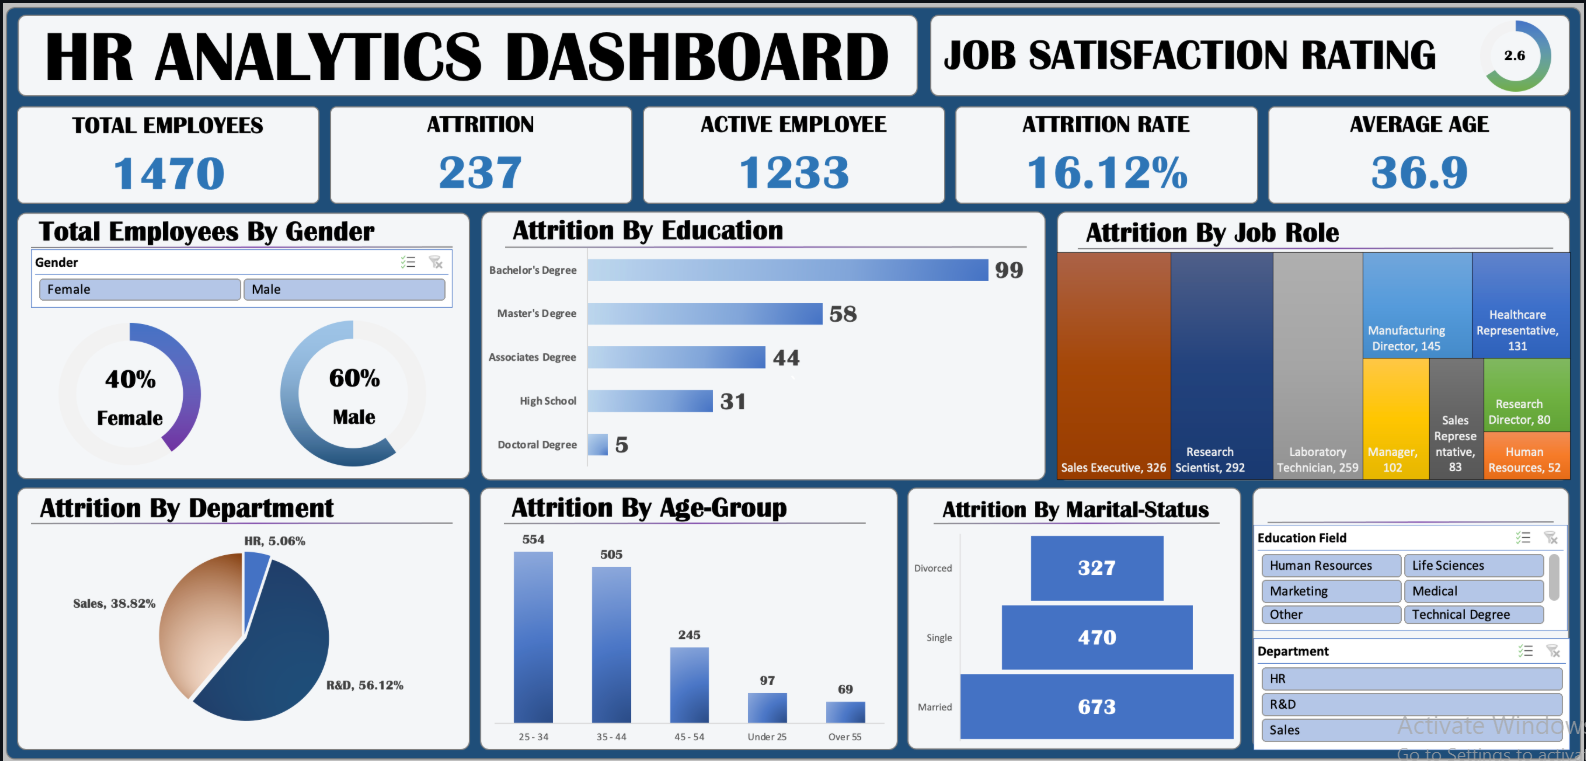 HR ANALYTICS DASHBOARD
JOB SATISFACTION RATING
2.6
TOTAL EMPLOYEES
1470
ATTRITION
237
ACTIVE EMPLOYEE
1233
ATTRITION RATE
16.12%
AVERAGE AGE
36.9
Total Employees By Gender
Gender
Female
Male
40%
Female
60%
Male
Attrition By Education
Bachelor's Degree
99
Master's Degree
58
Associates Degree
44
High School
31
Doctoral Degree
5
Attrition By Job Role
Sales Executive, 326
Research
Scientist, 292
Laboratory
Technician, 259
Manufacturing
Director, 145
Healthcare
Representative,
131
Manager,
102
Sales
Represe
ntative,
83
Research
Director, 80
Human
Resources, 52
Attrition By Department
HR, 5.06%
Sales, 38.82%
R&D, 56.12%
Attrition By Age-Group
554
505
245
97
69
25 - 34
35 - 44
45 - 54
Under 25
Over 55
Attrition By Marital-Status
Divorced
327
Single
470
Married
673
Education Field
Human Resources
Life Sciences
Marketing
Medical
Other
Technical Degree
Department
HR
R&D
Sales
Activate Windows
Go to Settings to activa